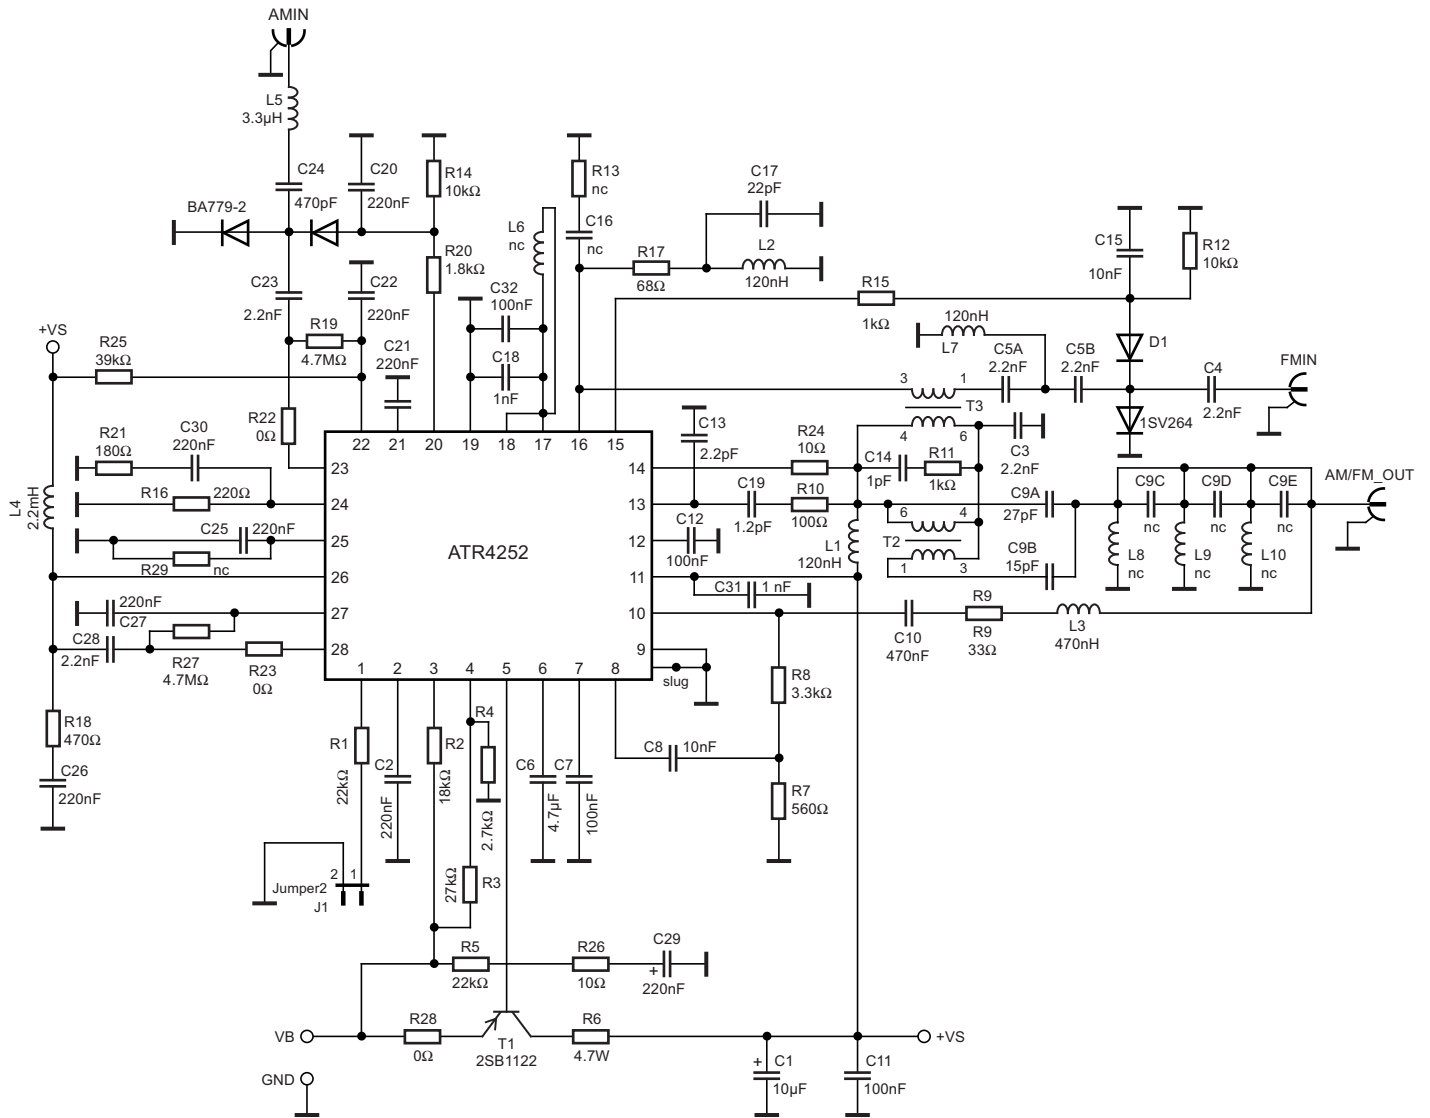 AMIN
L5
3.3µH
C24
470pF
C20
220nF
R14
10kΩ
BA779-2
R20
1.8kΩ
C23
2.2nF
C22
220nF
R19
4.7MΩ
C21
220nF
+VS
R25
39kΩ
R22
0Ω
L6
nc
C32
100nF
C18
1nF
R13
nc
C16
nc
R17
68Ω
C17
22pF
L2
120nH
R15
1kΩ
C15
10nF
R12
10kΩ
120nH
L7
C5A
2.2nF
C5B
2.2nF
D1
C4
2.2nF
FMIN
1SV264
3
1
T3
4
6
C3
2.2nF
C13
2.2pF
R24
10Ω
C14
1pF
R11
1kΩ
22
21
20
19
18
17
16
15
R21
180Ω
C30
220nF
23
14
R16
220Ω
24
13
C19
1.2pF
R10
100Ω
C9A
27pF
C9C
nc
C9D
nc
C9E
nc
AM/FM_OUT
L4
2.2mH
C25
220nF
25
R29
nc
ATR4252
12
C12
100nF
L1
120nH
6
4
T2
1
3
C9B
15pF
L8
nc
L9
nc
L10
nc
26
11
C31
1 nF
220nF
C27
27
10
C10
470nF
R9
R9
33Ω
L3
470nH
C28
2.2nF
R27
4.7MΩ
R23
0Ω
28
9
slug
1
2
3
4
5
6
7
8
R18
470Ω
C26
220nF
R1
22kΩ
C2
220nF
R2
18kΩ
R4
2.7kΩ
C6
4.7µF
C7
100nF
C8
10nF
R8
3.3kΩ
R7
560Ω
2
1
Jumper2
J1
27kΩ
R3
R5
22kΩ
R26
10Ω
C29
+
220nF
VB
R28
0Ω
T1
2SB1122
R6
4.7W
+VS
+
C1
10µF
C11
100nF
GND